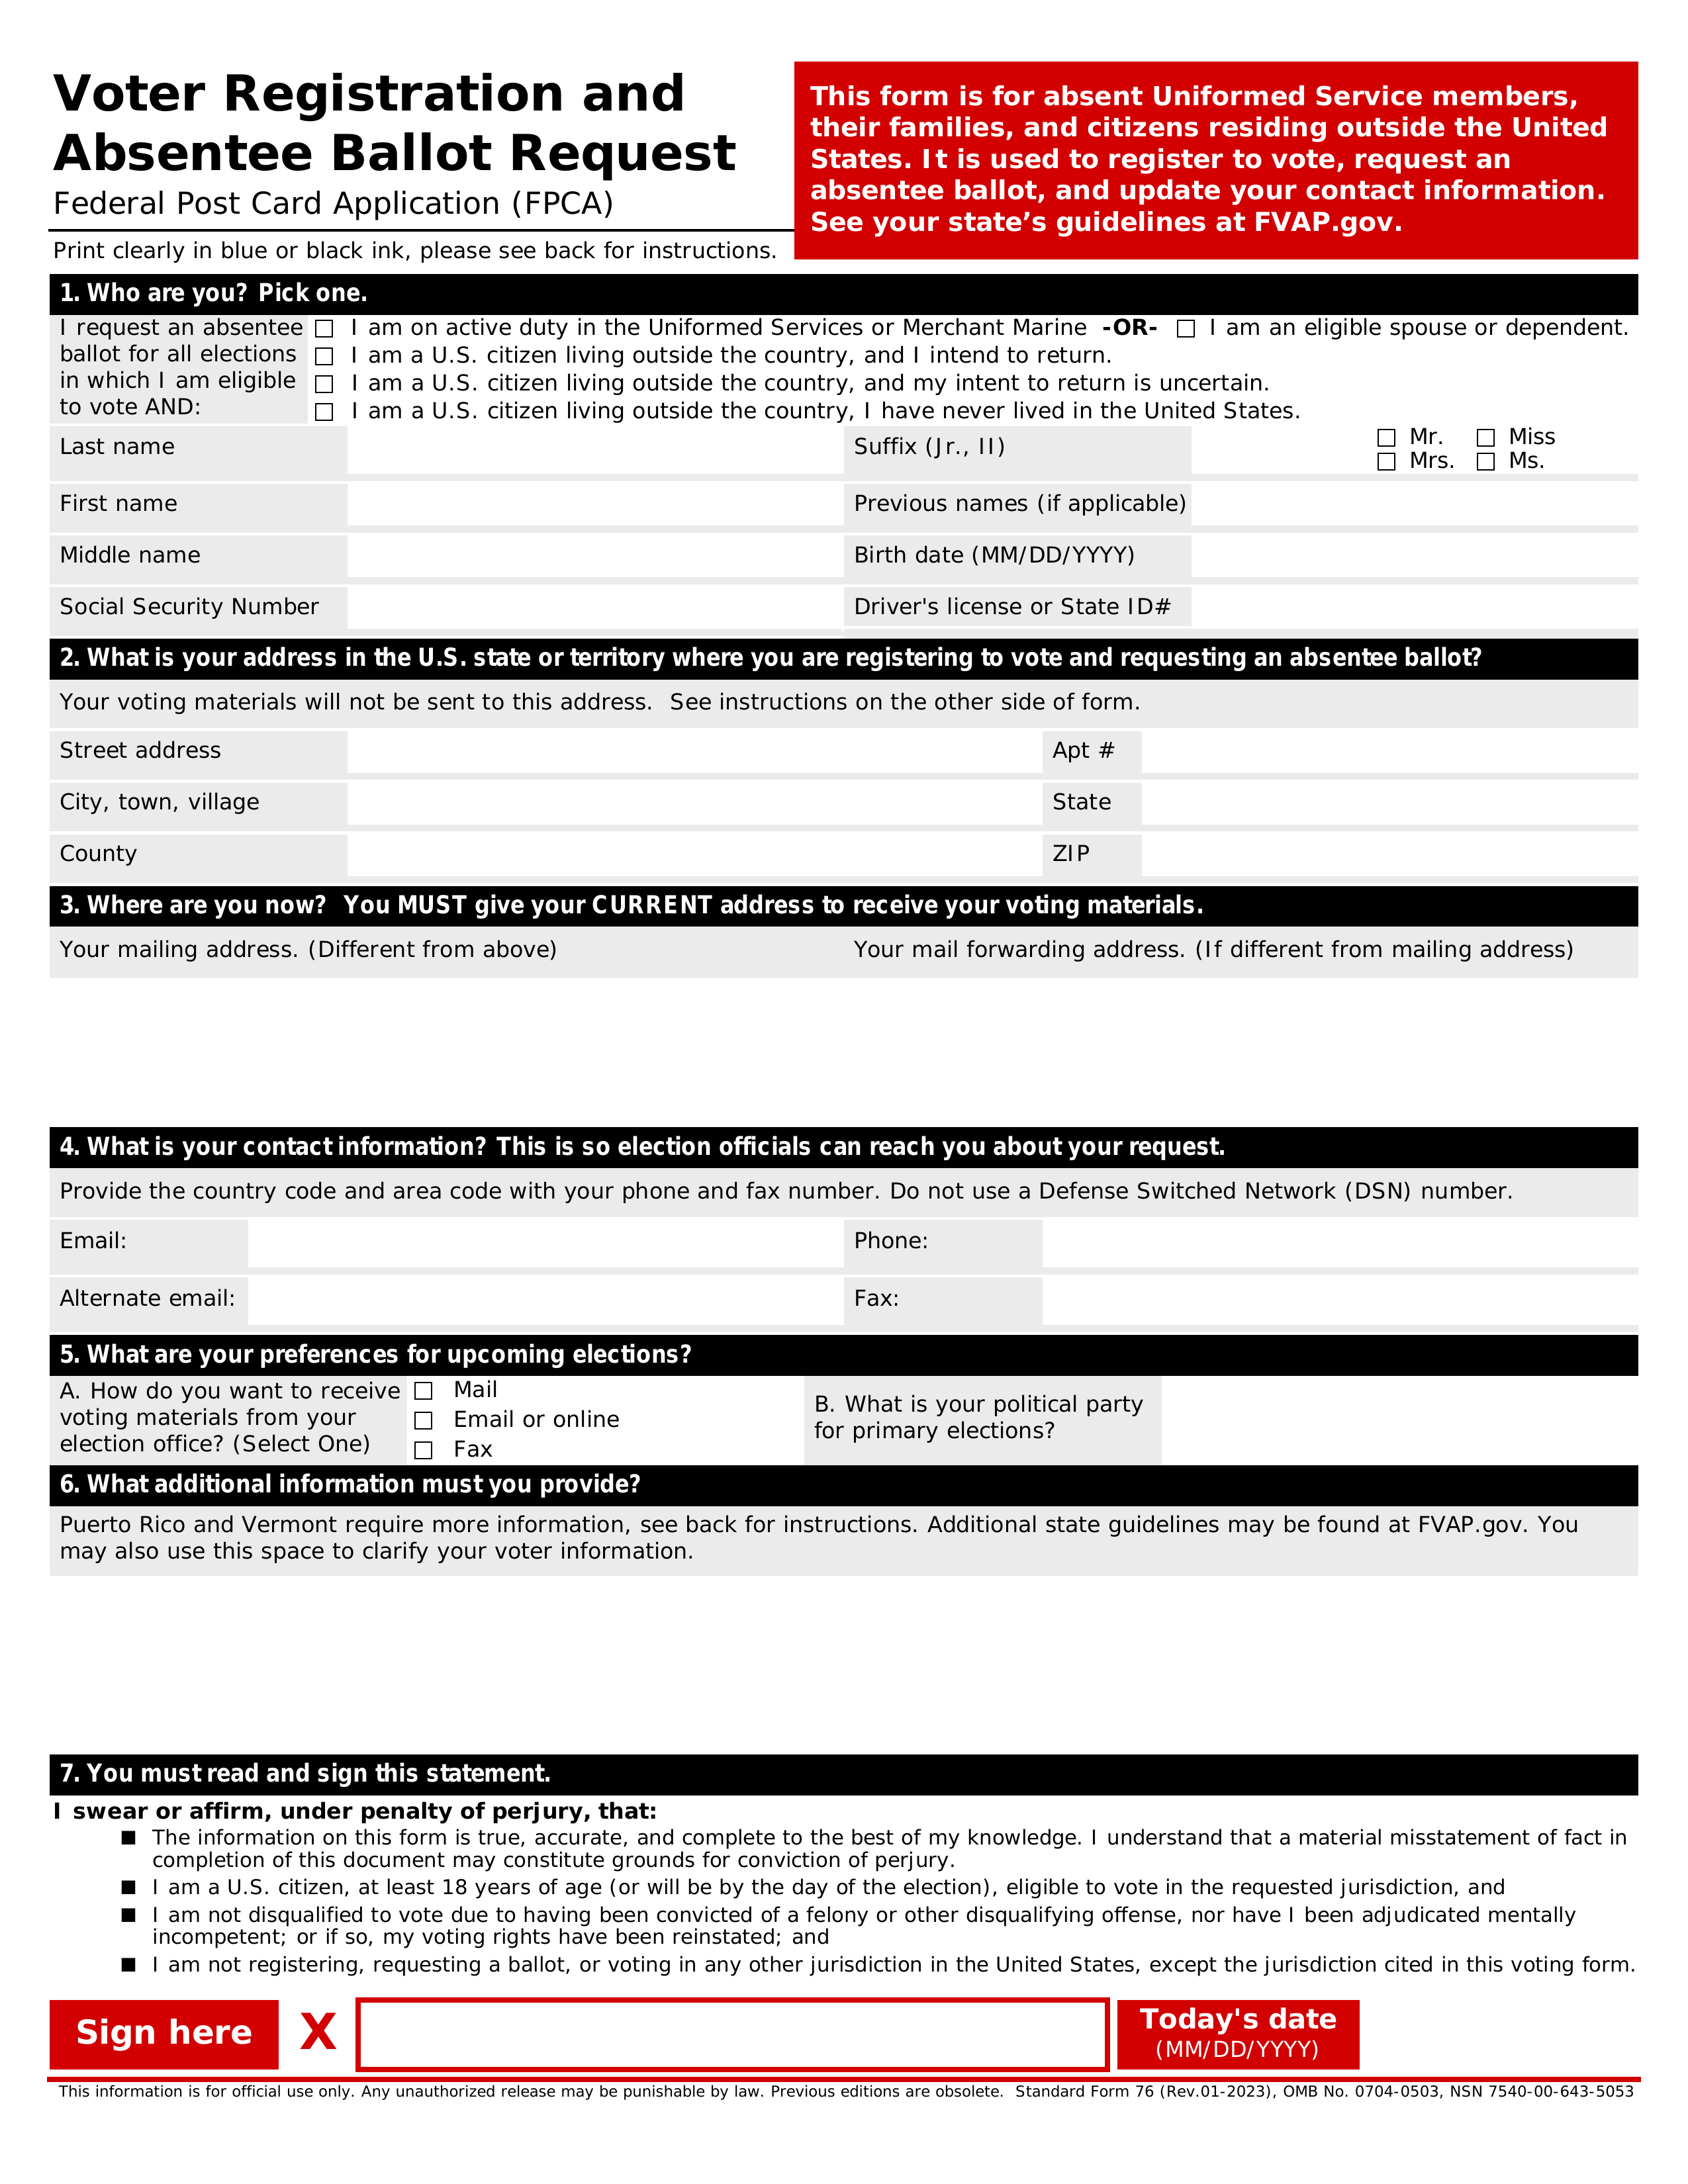 Voter Registration and
Absentee Ballot Request
Federal Post Card Application (FPCA)
Print clearly in blue or black ink, please see back for instructions.
This form is for absent Uniformed Service members,
their families, and citizens residing outside the United
States. It is used to register to vote, request an
absentee ballot, and update your contact information.
See your state’s guidelines at FVAP.gov.
1. Who are you? Pick one.
I request an absentee
ballot for all elections
in which I am eligible
to vote AND:
I am on active duty in the Uniformed Services or Merchant Marine -OR- I am an eligible spouse or dependent.
I am a U.S. citizen living outside the country, and I intend to return.
I am a U.S. citizen living outside the country, and my intent to return is uncertain.
I am a U.S. citizen living outside the country, I have never lived in the United States.
Last name Suffix (Jr., II) Mr. Miss
Mrs. Ms.
First name Previous names (if applicable)
Middle name Birth date (MM/DD/YYYY)
Social Security Number Driver's license or State ID#
2. What is your address in the U.S. state or territory where you are registering to vote and requesting an absentee ballot?
Your voting materials will not be sent to this address. See instructions on the other side of form.
Street address Apt #
City, town, village State
County ZIP
3. Where are you now? You MUST give your CURRENT address to receive your voting materials.
Your mailing address. (Different from above) Your mail forwarding address. (If different from mailing address)
4. What is your contact information? This is so election officials can reach you about your request.
Provide the country code and area code with your phone and fax number. Do not use a Defense Switched Network (DSN) number.
Email: Phone:
Alternate email: Fax:
5. What are your preferences for upcoming elections?
A. How do you want to receive
voting materials from your
election office? (Select One)
Mail
Email or online
Fax
B. What is your political party
for primary elections?
6. What additional information must you provide?
Puerto Rico and Vermont require more information, see back for instructions. Additional state guidelines may be found at FVAP.gov. You
may also use this space to clarify your voter information.
7. You must read and sign this statement.
I swear or affirm, under penalty of perjury, that:
■ The information on this form is true, accurate, and complete to the best of my knowledge. I understand that a material misstatement of fact in
completion of this document may constitute grounds for conviction of perjury.
■ I am a U.S. citizen, at least 18 years of age (or will be by the day of the election), eligible to vote in the requested jurisdiction, and
■ I am not disqualified to vote due to having been convicted of a felony or other disqualifying offense, nor have I been adjudicated mentally
incompetent; or if so, my voting rights have been reinstated; and
■ I am not registering, requesting a ballot, or voting in any other jurisdiction in the United States, except the jurisdiction cited in this voting form.
Sign here X
Today's date
(MM/DD/YYYY)
This information is for official use only. Any unauthorized release may be punishable by law. Previous editions are obsolete. Standard Form 76 (Rev.01-2023), OMB No. 0704-0503, NSN 7540-00-643-5053